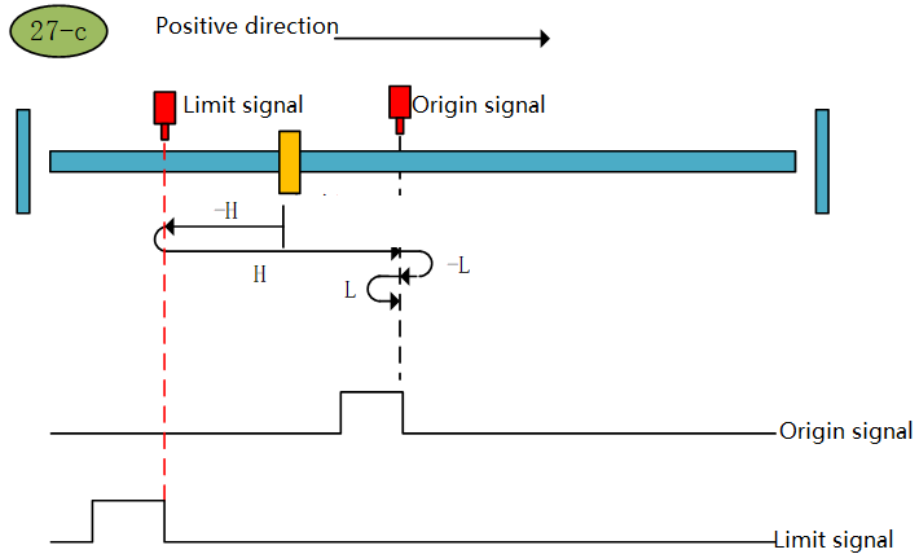 27-c
Positive direction
Limit signal
Origin signal
-H
H
-L
L
Origin signal
Limit signal